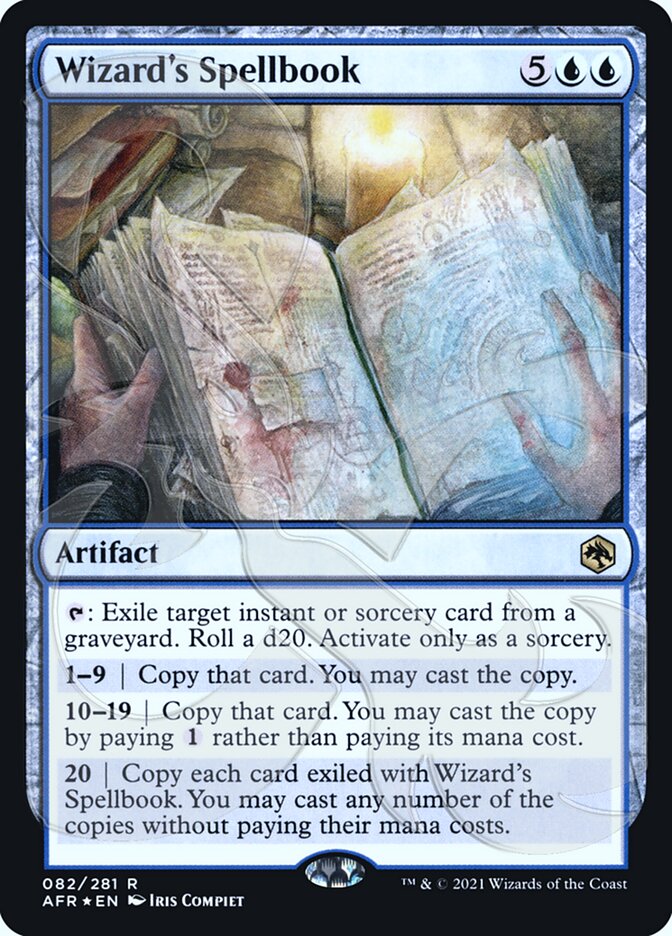 Wizard's Spellbook 5
Artifact
: Exile target instant or sorcery card from a
graveyard. Roll a d20. Activate only as a sorcery.
1–9 | Copy that card. You may cast the copy.
10–19 | Copy that card. You may cast the copy
by paying 1 rather than paying its mana cost.
20 | Copy each card exiled with Wizard's
Spellbook. You may cast any number of the
copies without paying their mana costs.
082/281 R
™ & © 2021 Wizards of the Coast
AFR ★ EN Iris Compiet